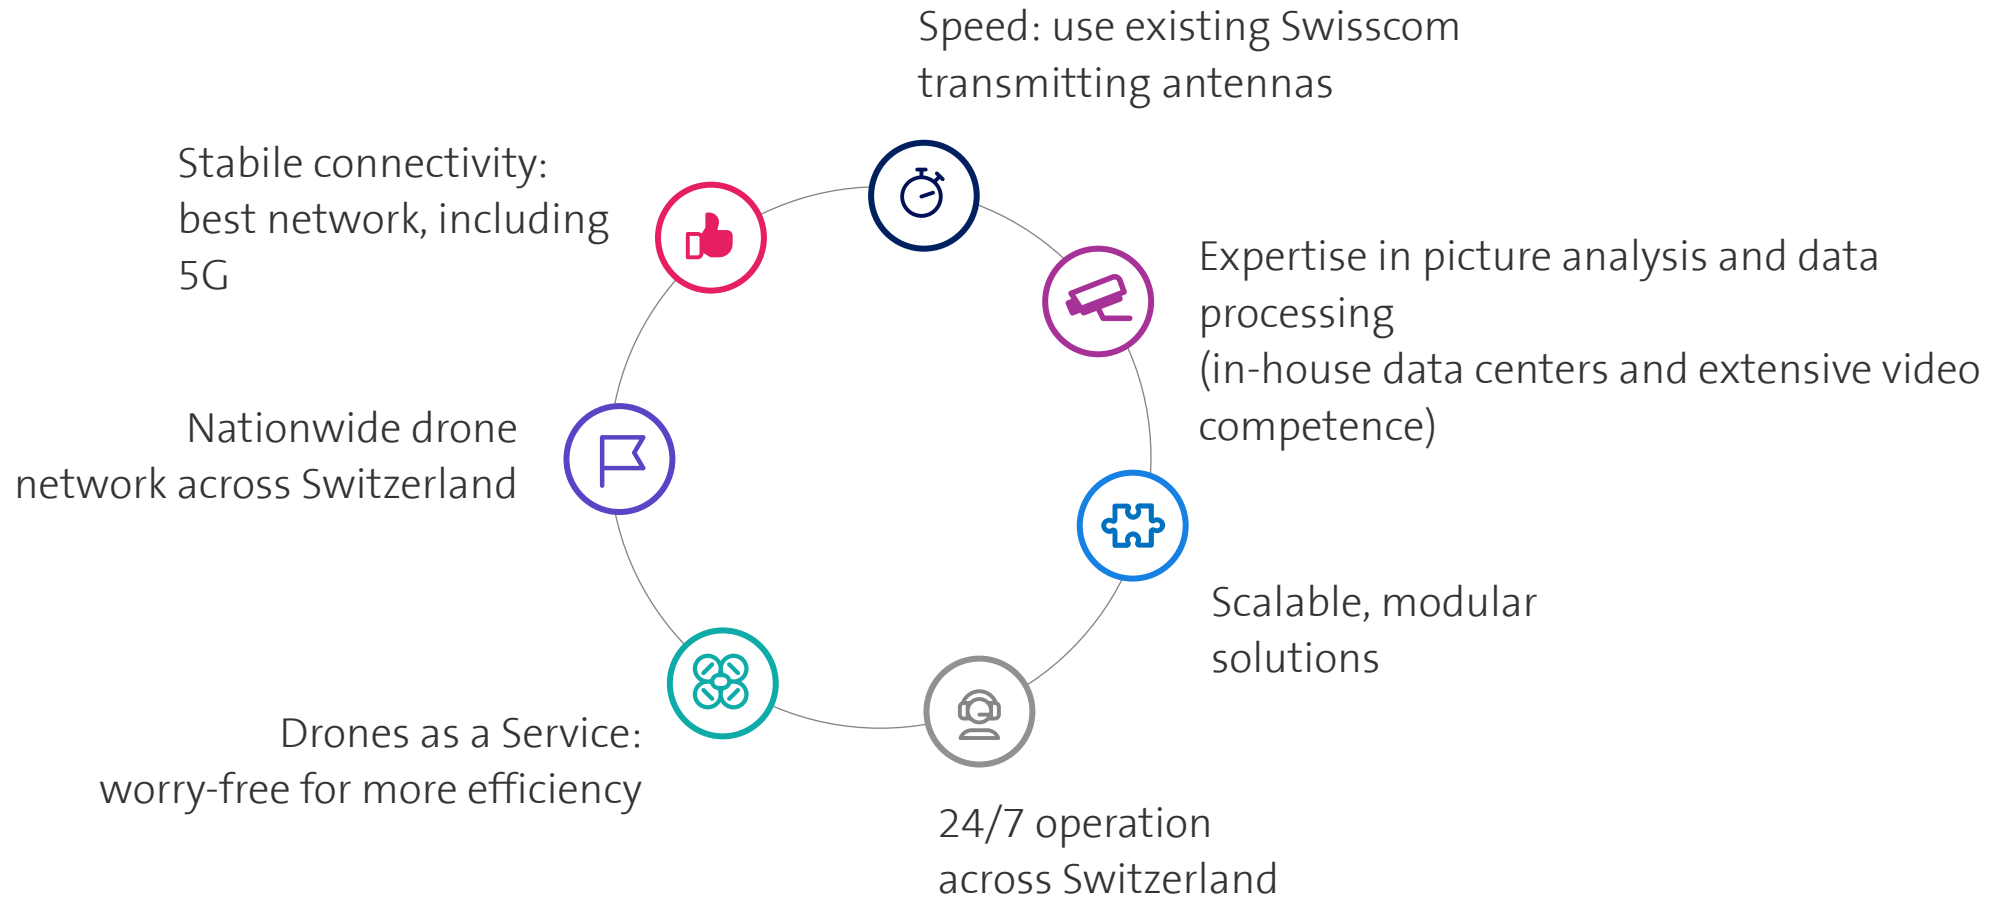 Speed: use existing Swisscom
transmitting antennas
Stabile connectivity:
best network, including
5G
Expertise in picture analysis and data
processing
(in-house data centers and extensive video
competence)
Nationwide drone
network across Switzerland
Scalable, modular
solutions
Drones as a Service:
worry-free for more efficiency
24/7 operation
across Switzerland